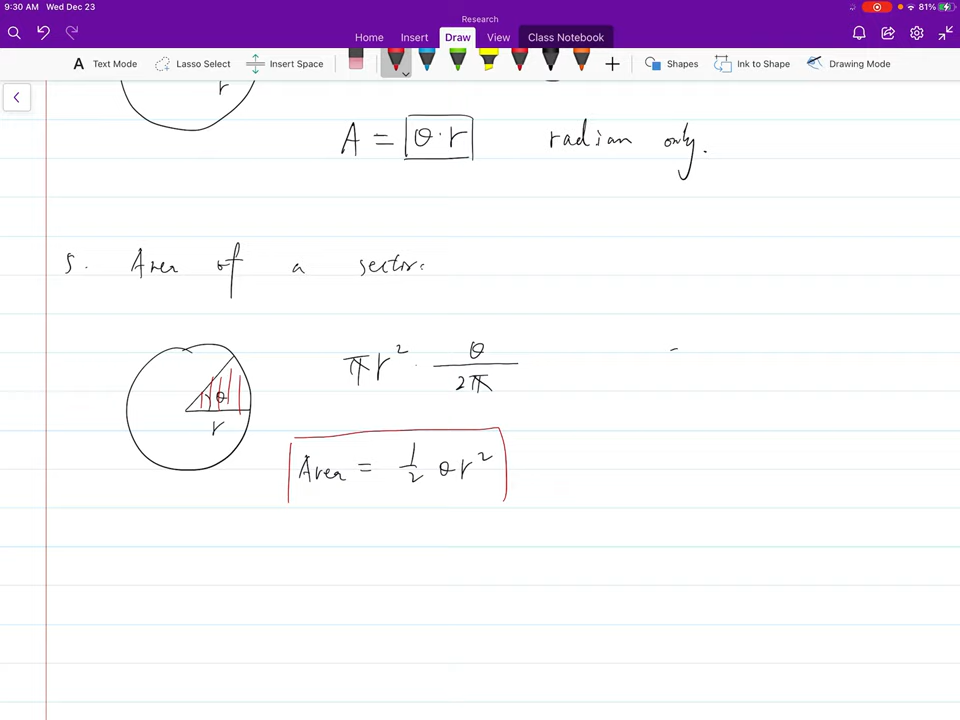 9:30 AM Wed Dec 23
81%
Research
Home Insert Draw View Class Notebook
A Text Mode Lasso Select Insert Space Shapes Ink to Shape Drawing Mode
r
A = θ·r radian only.
5. Area of a sector.
πr² · θ/2π
θ
r
Area = 1/2 θr²